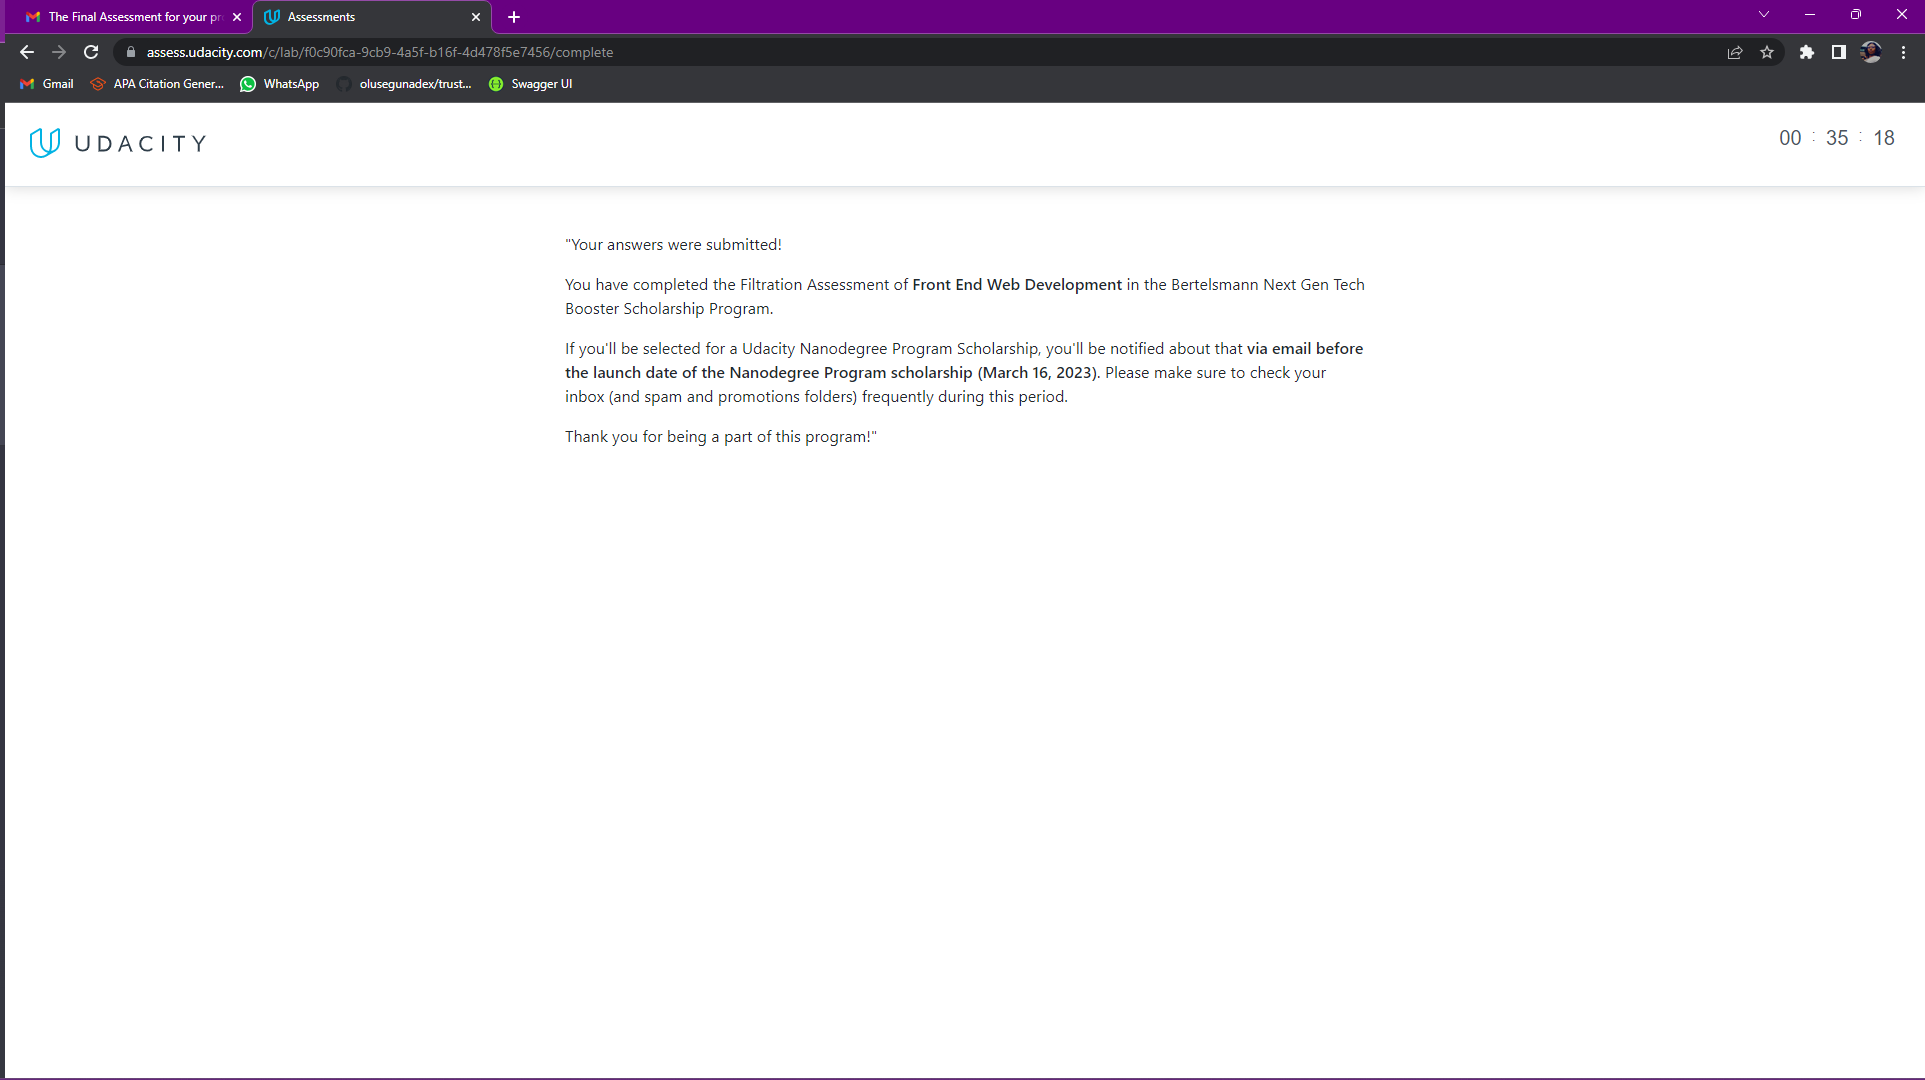 The Final Assessment for your pr
Assessments
assess.udacity.com/c/lab/f0c90fca-9cb9-4a5f-b16f-4d478f5e7456/complete
Gmail
APA Citation Gener...
WhatsApp
olusegunadex/trust...
Swagger UI
UDACITY
00 : 35 : 18
"Your answers were submitted!
You have completed the Filtration Assessment of Front End Web Development in the Bertelsmann Next Gen Tech
Booster Scholarship Program.
If you'll be selected for a Udacity Nanodegree Program Scholarship, you'll be notified about that via email before
the launch date of the Nanodegree Program scholarship (March 16, 2023). Please make sure to check your
inbox (and spam and promotions folders) frequently during this period.
Thank you for being a part of this program!"